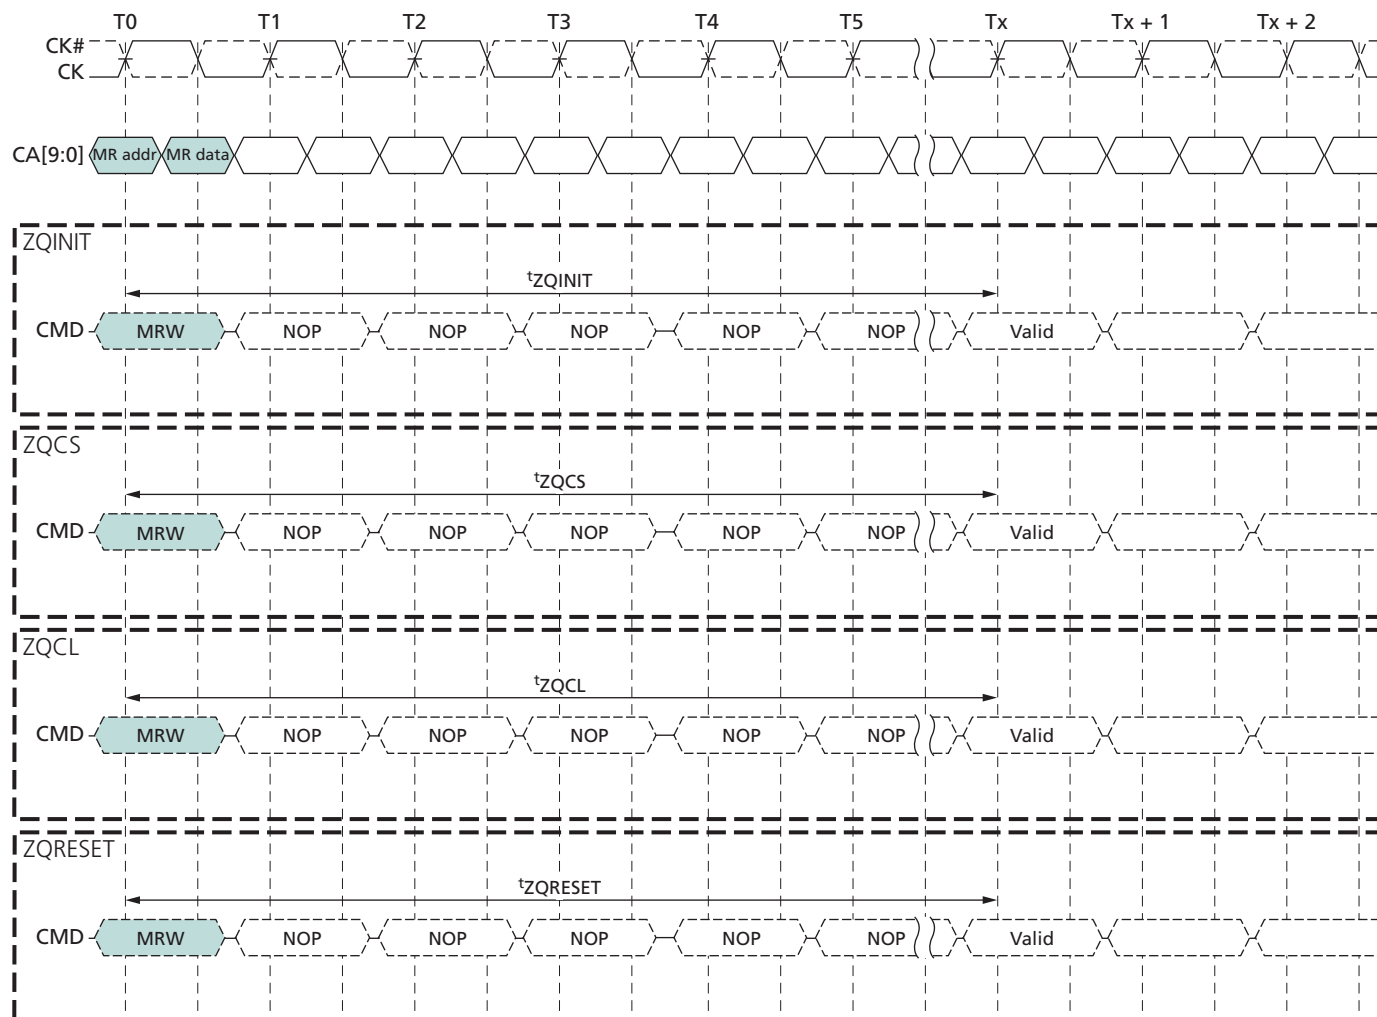 T0 T1 T2 T3 T4 T5 Tx Tx + 1 Tx + 2
CK#
CK
CA[9:0] MR addr MR data
ZQINIT
tZQINIT
CMD MRW NOP NOP NOP NOP NOP Valid
ZQCS
tZQCS
CMD MRW NOP NOP NOP NOP NOP Valid
ZQCL
tZQCL
CMD MRW NOP NOP NOP NOP NOP Valid
ZQRESET
tZQRESET
CMD MRW NOP NOP NOP NOP NOP Valid